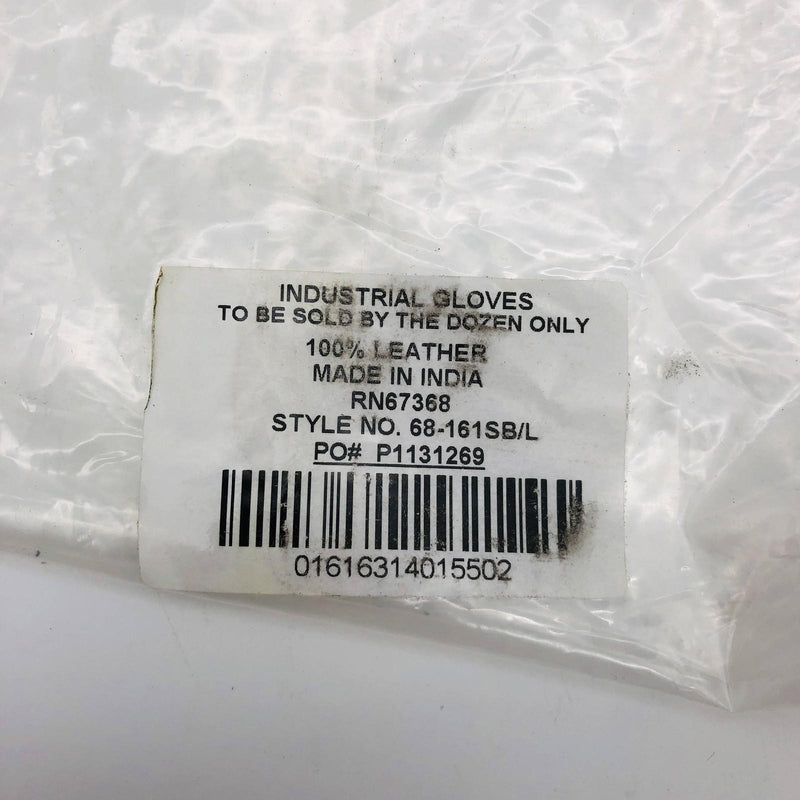 INDUSTRIAL GLOVES
TO BE SOLD BY THE DOZEN ONLY
100% LEATHER
MADE IN INDIA
RN67368
STYLE NO. 68-161SB/L
PO# P1131269
01616314015502